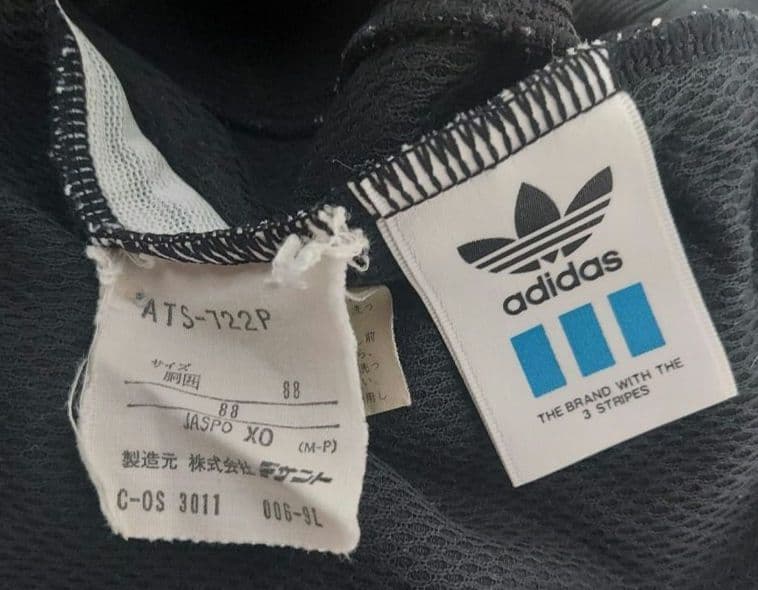 ATS-722P
サイズ
胴囲 88
88
JASPO XO (M-P)
製造元 株式会社デサント
C-OS 3011 006-9L
adidas
THE BRAND WITH THE
3 STRIPES